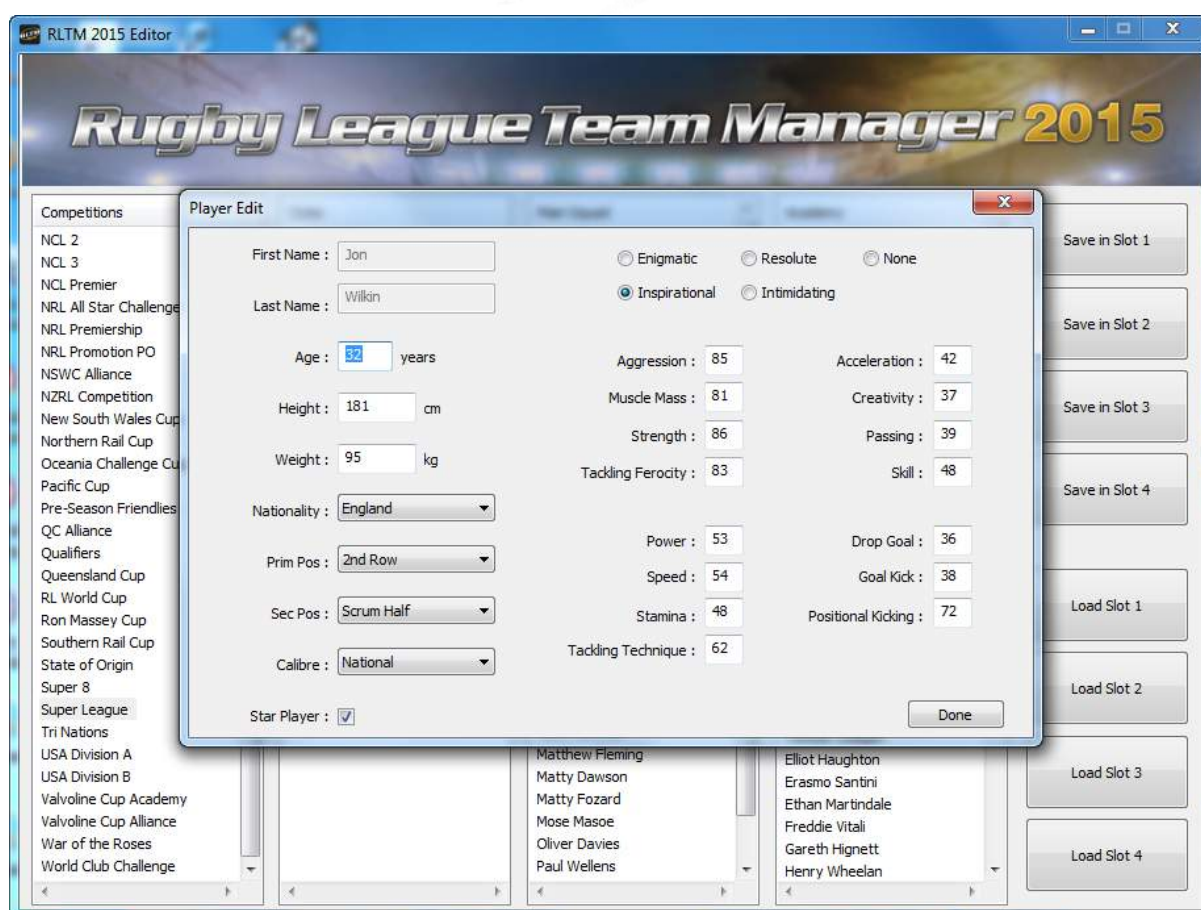 RLTM 2015 Editor
Rugby League Team Manager 2015
Competitions
NCL 2
NCL 3
NCL Premier
NRL All Star Challenge
NRL Premiership
NRL Promotion PO
NSWC Alliance
NZRL Competition
New South Wales Cup
Northern Rail Cup
Oceania Challenge Cu
Pacific Cup
Pre-Season Friendlies
QC Alliance
Qualifiers
Queensland Cup
RL World Cup
Ron Massey Cup
Southern Rail Cup
State of Origin
Super 8
Super League
Tri Nations
USA Division A
USA Division B
Valvoline Cup Academy
Valvoline Cup Alliance
War of the Roses
World Club Challenge
Player Edit
First Name : Jon
Last Name : Wilkin
Age : 32 years
Height : 181 cm
Weight : 95 kg
Nationality : England
Prim Pos : 2nd Row
Sec Pos : Scrum Half
Calibre : National
Star Player :
Enigmatic Resolute None
Inspirational Intimidating
Aggression : 85 Acceleration : 42
Muscle Mass : 81 Creativity : 37
Strength : 86 Passing : 39
Tackling Ferocity : 83 Skill : 48
Power : 53 Drop Goal : 36
Speed : 54 Goal Kick : 38
Stamina : 48 Positional Kicking : 72
Tackling Technique : 62
Done
Matthew Fleming
Matty Dawson
Matty Fozard
Mose Masoe
Oliver Davies
Paul Wellens
Elliot Haughton
Erasmo Santini
Ethan Martindale
Freddie Vitali
Gareth Hignett
Henry Wheelan
Save in Slot 1
Save in Slot 2
Save in Slot 3
Save in Slot 4
Load Slot 1
Load Slot 2
Load Slot 3
Load Slot 4